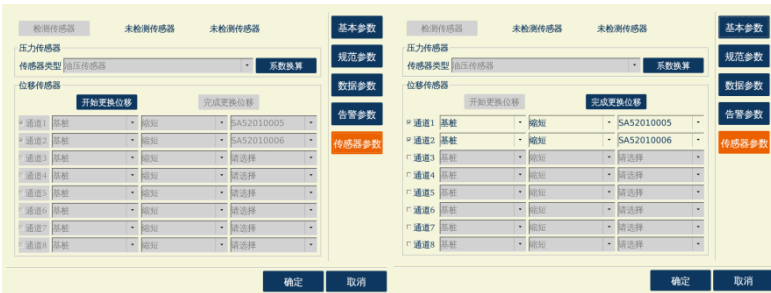 检测传感器 未检测传感器 未检测传感器 基本参数
压力传感器
传感器类型 油压传感器 系数换算 规范参数
位移传感器 数据参数
开始更换位移 完成更换位移
通道1 基桩 缩短 SA52010005 告警参数
通道2 基桩 缩短 SA52010006 传感器参数
通道3 基桩 缩短 请选择
通道4 基桩 缩短 请选择
通道5 基桩 缩短 请选择
通道6 基桩 缩短 请选择
通道7 基桩 缩短 请选择
通道8 基桩 缩短 请选择
确定 取消
检测传感器 未检测传感器 未检测传感器 基本参数
压力传感器
传感器类型 油压传感器 系数换算 规范参数
位移传感器 数据参数
开始更换位移 完成更换位移
通道1 基桩 缩短 SA52010005 告警参数
通道2 基桩 缩短 SA52010006 传感器参数
通道3 基桩 缩短 请选择
通道4 基桩 缩短 请选择
通道5 基桩 缩短 请选择
通道6 基桩 缩短 请选择
通道7 基桩 缩短 请选择
通道8 基桩 缩短 请选择
确定 取消